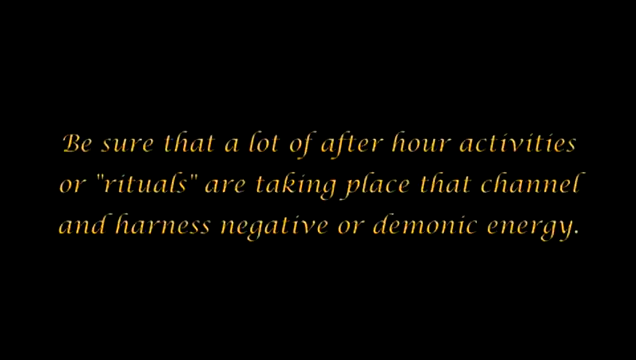 Be sure that a lot of after hour activities
or "rituals" are taking place that channel
and harness negative or demonic energy.